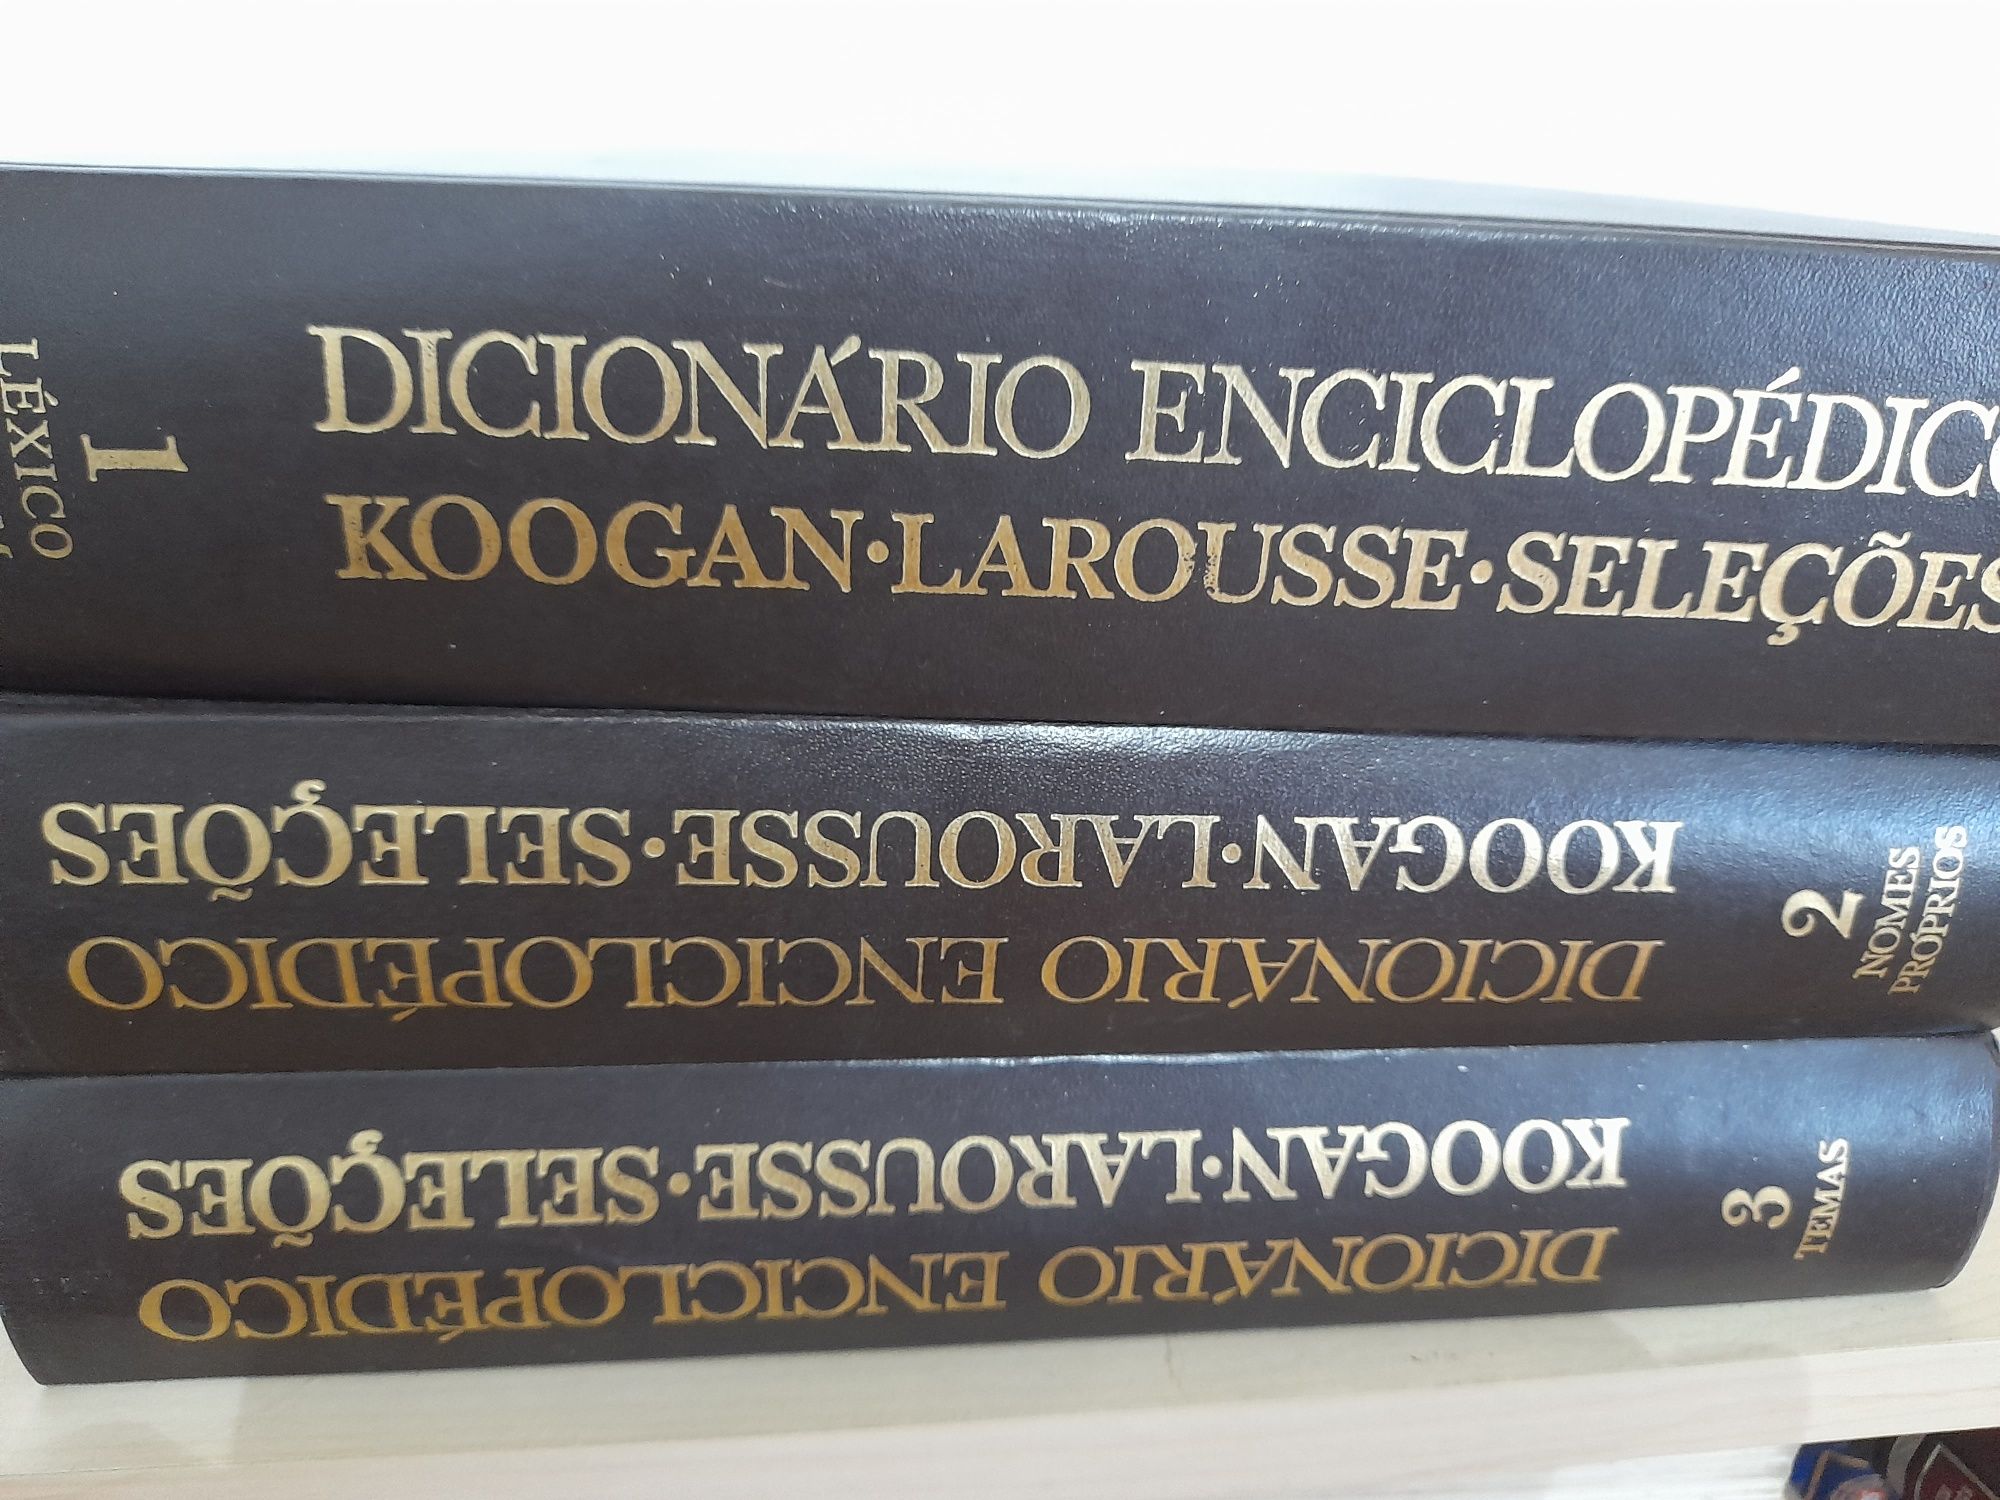 DICIONÁRIO ENCICLOPÉDICO
KOOGAN·LAROUSSE·SELEÇÕES
1
LÉXICO
DICIONÁRIO ENCICLOPÉDICO
KOOGAN·LAROUSSE·SELEÇÕES
2
NOMES
PRÓPRIOS
DICIONÁRIO ENCICLOPÉDICO
KOOGAN·LAROUSSE·SELEÇÕES
3
TEMAS